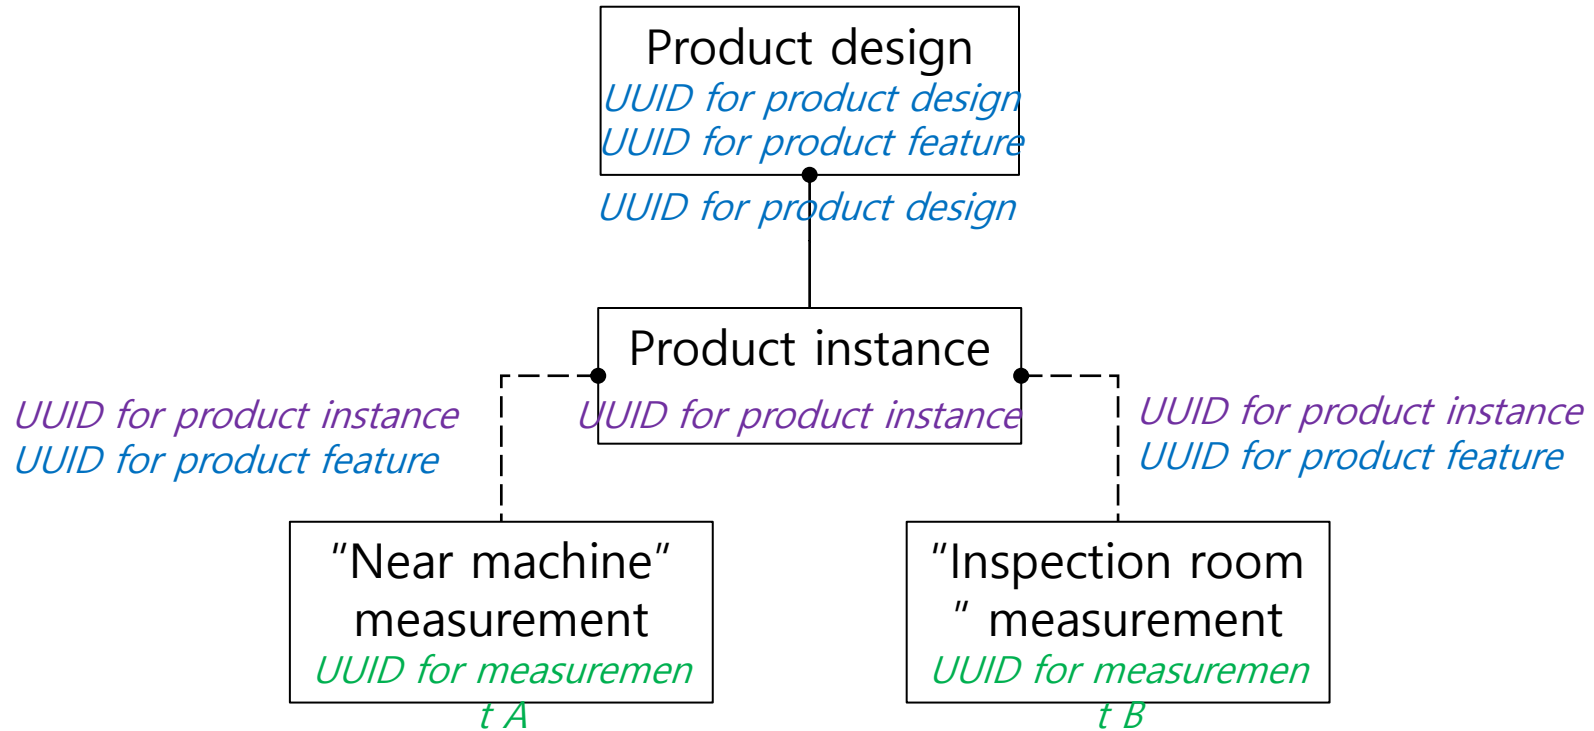 Product design
UUID for product design
UUID for product feature
UUID for product design
Product instance
UUID for product instance
UUID for product feature
UUID for product instance
UUID for product instance
UUID for product feature
"Near machine"
measurement
UUID for measuremen
t A
"Inspection room
" measurement
UUID for measuremen
t B